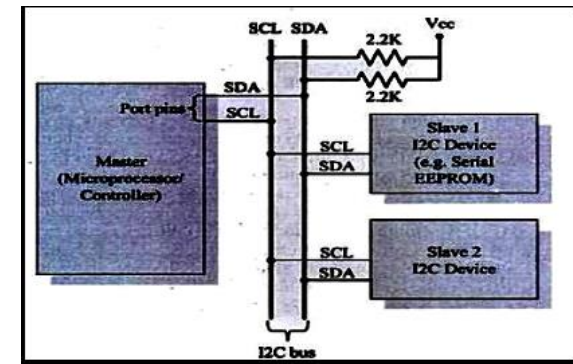 SCL SDA
Vcc
2.2K
SDA
Port pins
SCL
2.2K
Master
(Microprocessor/
Controller)
SCL
SDA
Slave 1
I2C Device
(e.g. Serial
EEPROM)
SCL
SDA
Slave 2
I2C Device
I2C bus